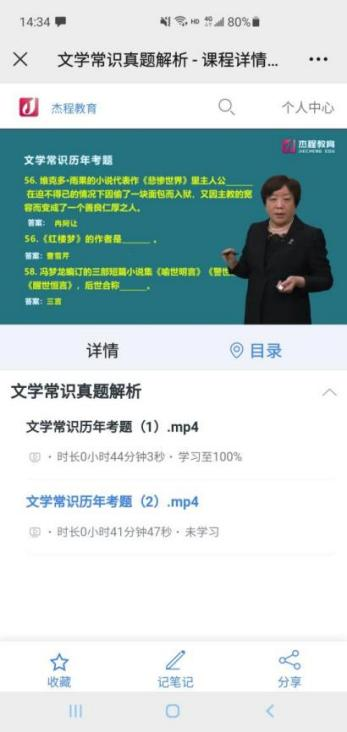 14:34
HD 4G 80%
文学常识真题解析 - 课程详情...
杰程教育
个人中心
杰程教育
JIECHENG EDU
文学常识历年考题
56. 维克多•雨果的小说代表作《悲惨世界》里主人公______
在迫不得已的情况下因偷了一块面包而入狱，又因主教的宽
容而变成了一个善良仁厚之人。
答案： 冉阿让
56.《红楼梦》的作者是______ 。
答案：曹雪芹
58. 冯梦龙编订的三部短篇小说集《喻世明言》《警世
《醒世恒言》，后世合称______。
答案：三言
详情
目录
文学常识真题解析
文学常识历年考题（1）.mp4
· 时长0小时44分钟3秒 · 学习至100%
文学常识历年考题（2）.mp4
· 时长0小时41分钟47秒 · 未学习
收藏
记笔记
分享